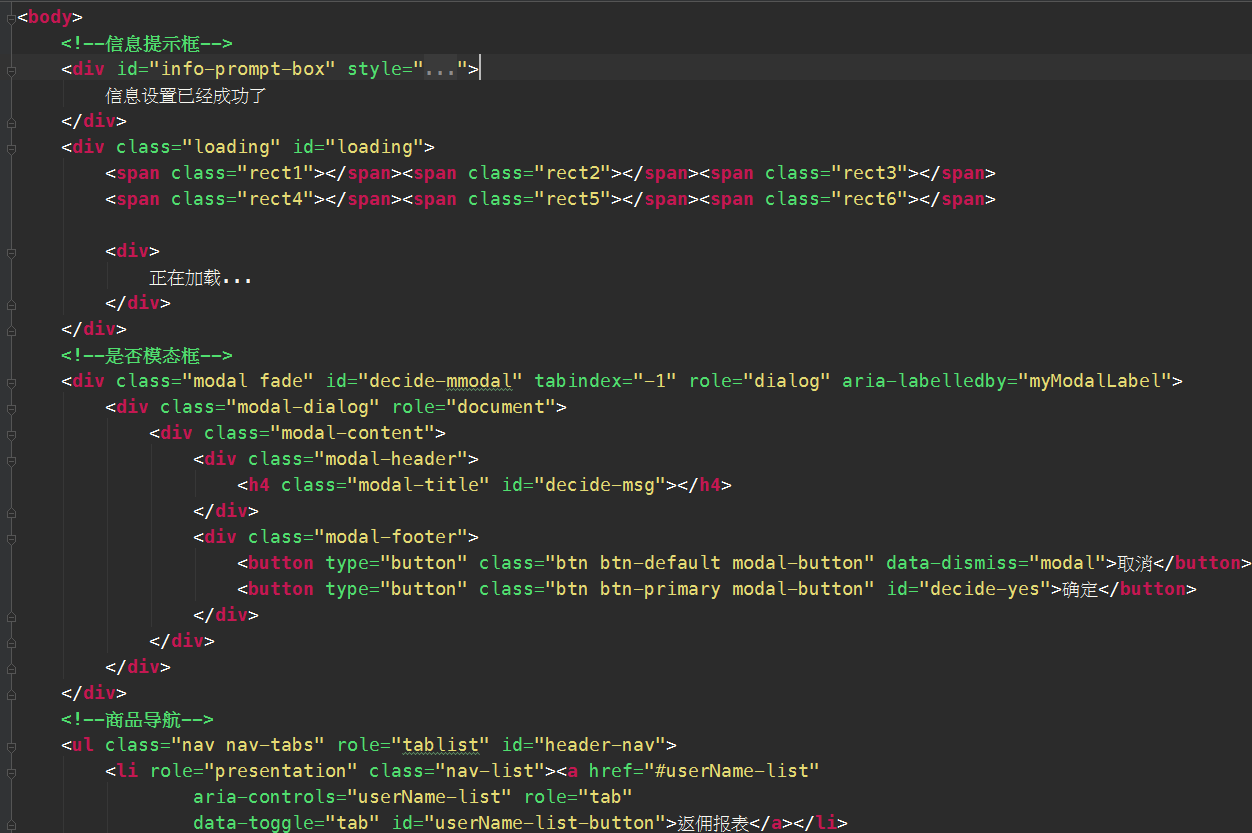 <body>
<!--信息提示框-->
<div id="info-prompt-box" style="...">
信息设置已经成功了
</div>
<div class="loading" id="loading">
<span class="rect1"></span><span class="rect2"></span><span class="rect3"></span>
<span class="rect4"></span><span class="rect5"></span><span class="rect6"></span>
<div>
正在加载...
</div>
</div>
<!--是否模态框-->
<div class="modal fade" id="decide-mmodal" tabindex="-1" role="dialog" aria-labelledby="myModalLabel">
<div class="modal-dialog" role="document">
<div class="modal-content">
<div class="modal-header">
<h4 class="modal-title" id="decide-msg"></h4>
</div>
<div class="modal-footer">
<button type="button" class="btn btn-default modal-button" data-dismiss="modal">取消</button>
<button type="button" class="btn btn-primary modal-button" id="decide-yes">确定</button>
</div>
</div>
</div>
</div>
<!--商品导航-->
<ul class="nav nav-tabs" role="tablist" id="header-nav">
<li role="presentation" class="nav-list"><a href="#userName-list"
aria-controls="userName-list" role="tab"
data-toggle="tab" id="userName-list-button">返佣报表</a></li>